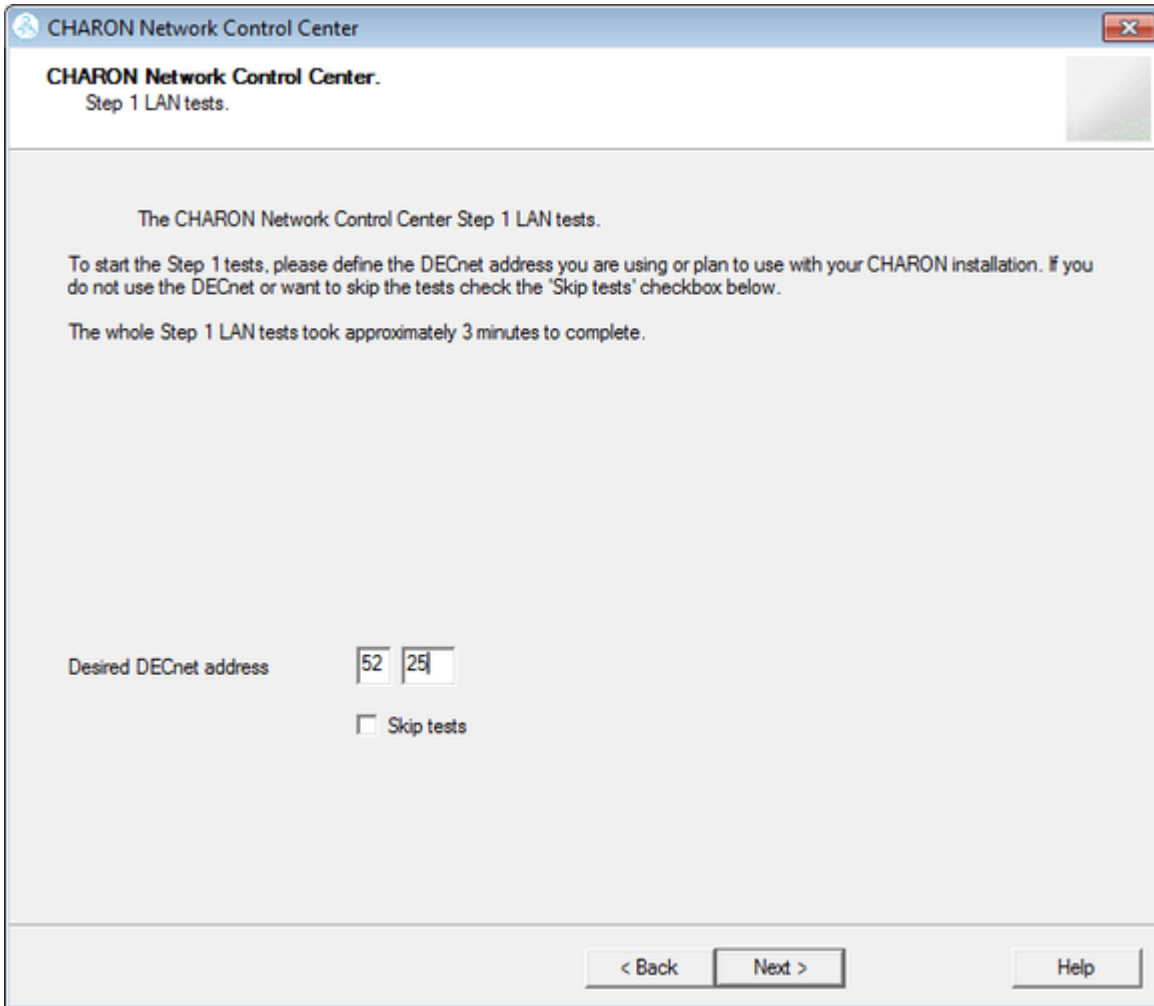 CHARON Network Control Center
CHARON Network Control Center.
Step 1 LAN tests.
The CHARON Network Control Center Step 1 LAN tests.
To start the Step 1 tests, please define the DECnet address you are using or plan to use with your CHARON installation. If you
do not use the DECnet or want to skip the tests check the 'Skip tests' checkbox below.
The whole Step 1 LAN tests took approximately 3 minutes to complete.
Desired DECnet address 52 25
Skip tests
< Back Next > Help